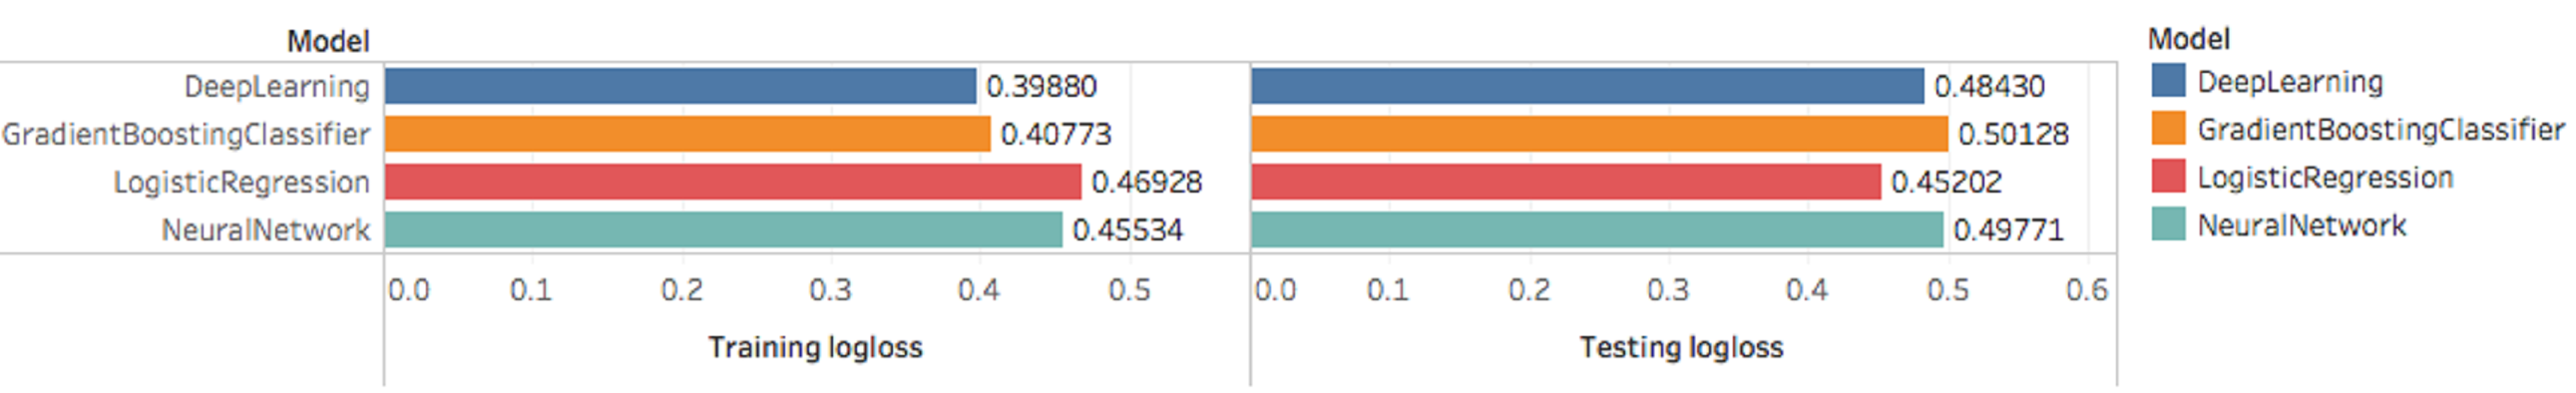 Model
DeepLearning 0.39880 0.48430
GradientBoostingClassifier 0.40773 0.50128
LogisticRegression 0.46928 0.45202
NeuralNetwork 0.45534 0.49771
0.0 0.1 0.2 0.3 0.4 0.5 0.0 0.1 0.2 0.3 0.4 0.5 0.6
Training logloss Testing logloss
Model
DeepLearning
GradientBoostingClassifier
LogisticRegression
NeuralNetwork